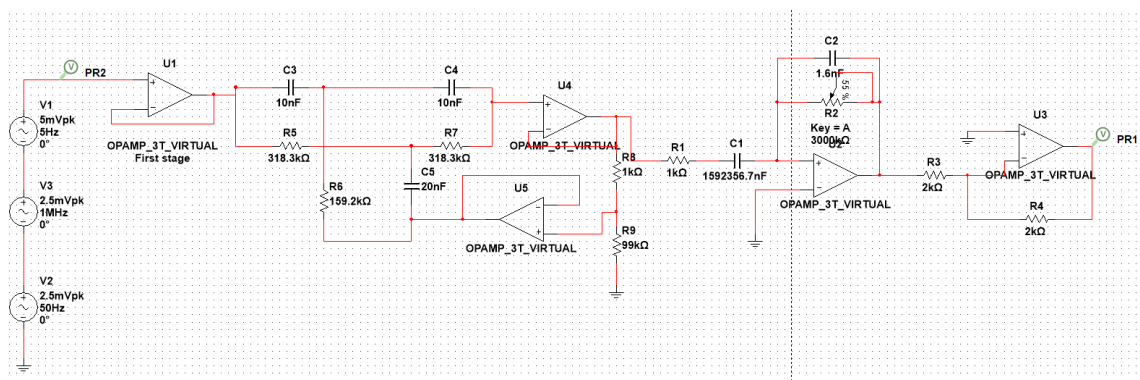 V1
5mVpk
5Hz
0°
V3
2.5mVpk
1MHz
0°
V2
2.5mVpk
50Hz
0°
V
PR2
U1
OPAMP_3T_VIRTUAL
First stage
C3
10nF
C4
10nF
R5
318.3kΩ
R7
318.3kΩ
R6
159.2kΩ
C5
20nF
U5
OPAMP_3T_VIRTUAL
U4
OPAMP_3T_VIRTUAL
R8
1kΩ
R9
99kΩ
R1
1kΩ
C1
1592356.7nF
C2
1.6nF
55 %
R2
Key = A
OPAMP_3T_VIRTUAL
R3
2kΩ
U3
OPAMP_3T_VIRTUAL
R4
2kΩ
V
PR1